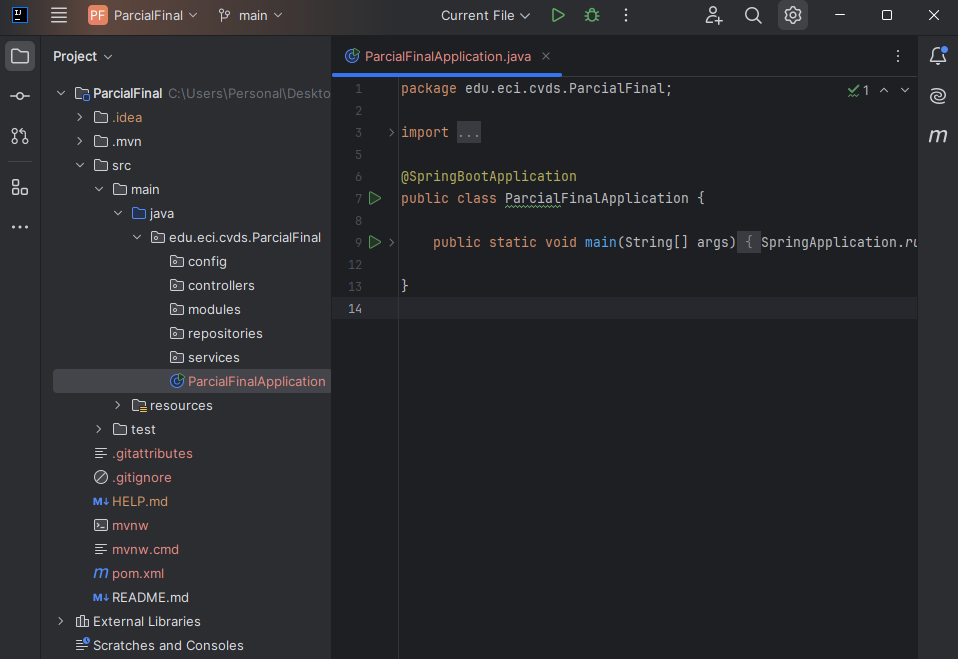 PF ParcialFinal main Current File
Project
ParcialFinal C:\Users\Personal\Deskto
.idea
.mvn
src
main
java
edu.eci.cvds.ParcialFinal
config
controllers
modules
repositories
services
ParcialFinalApplication
resources
test
.gitattributes
.gitignore
M↓ HELP.md
mvnw
mvnw.cmd
m pom.xml
M↓ README.md
External Libraries
Scratches and Consoles
ParcialFinalApplication.java
1 package edu.eci.cvds.ParcialFinal; 1
2
3 import ...
5
6 @SpringBootApplication
7 public class ParcialFinalApplication {
8
9 public static void main(String[] args) { SpringApplication.ru
12
13 }
14
m